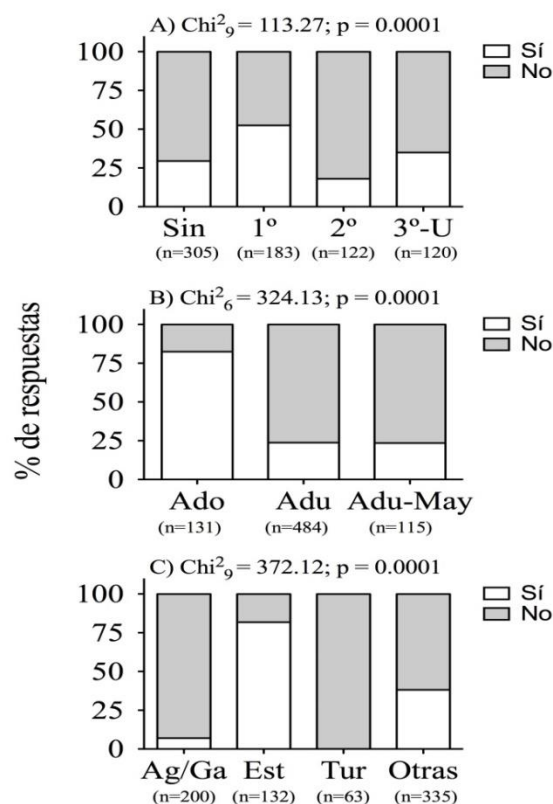 A) Chi²₉ = 113.27; p = 0.0001
Sí
No
100
75
50
25
0
Sin 1º 2º 3º-U
(n=305) (n=183) (n=122) (n=120)
B) Chi²₆ = 324.13; p = 0.0001
Sí
No
100
75
50
25
0
Ado Adu Adu-May
(n=131) (n=484) (n=115)
% de respuestas
C) Chi²₉ = 372.12; p = 0.0001
Sí
No
100
75
50
25
0
Ag/Ga Est Tur Otras
(n=200) (n=132) (n=63) (n=335)